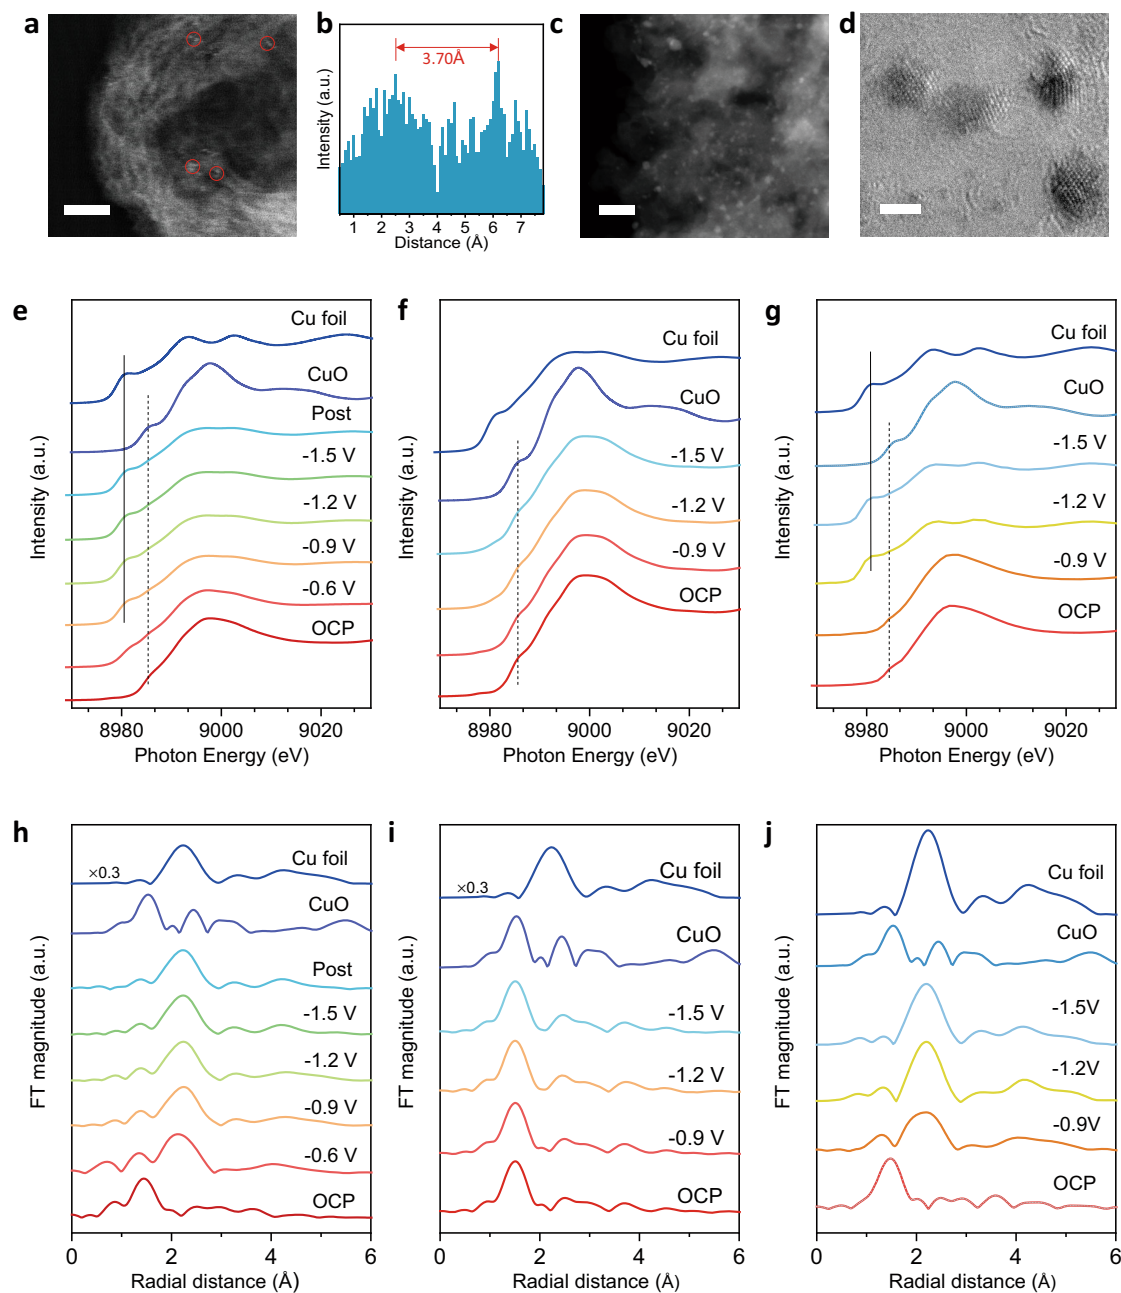 a
b
Intensity (a.u.)
3.70Å
1 2 3 4 5 6 7
Distance (Å)
c
d
e
Intensity (a.u.)
Cu foil
CuO
Post
-1.5 V
-1.2 V
-0.9 V
-0.6 V
OCP
8980 9000 9020
Photon Energy (eV)
f
Intensity (a.u.)
Cu foil
CuO
-1.5 V
-1.2 V
-0.9 V
OCP
8980 9000 9020
Photon Energy (eV)
g
Intensity (a.u.)
Cu foil
CuO
-1.5 V
-1.2 V
-0.9 V
OCP
8980 9000 9020
Photon Energy (eV)
h
FT magnitude (a.u.)
×0.3
Cu foil
CuO
Post
-1.5 V
-1.2 V
-0.9 V
-0.6 V
OCP
0 2 4 6
Radial distance (Å)
i
FT magnitude (a.u.)
×0.3
Cu foil
CuO
-1.5 V
-1.2 V
-0.9 V
OCP
0 2 4 6
Radial distance (Å)
j
FT magnitude (a.u.)
Cu foil
CuO
-1.5V
-1.2V
-0.9V
OCP
0 2 4 6
Radial distance (Å)